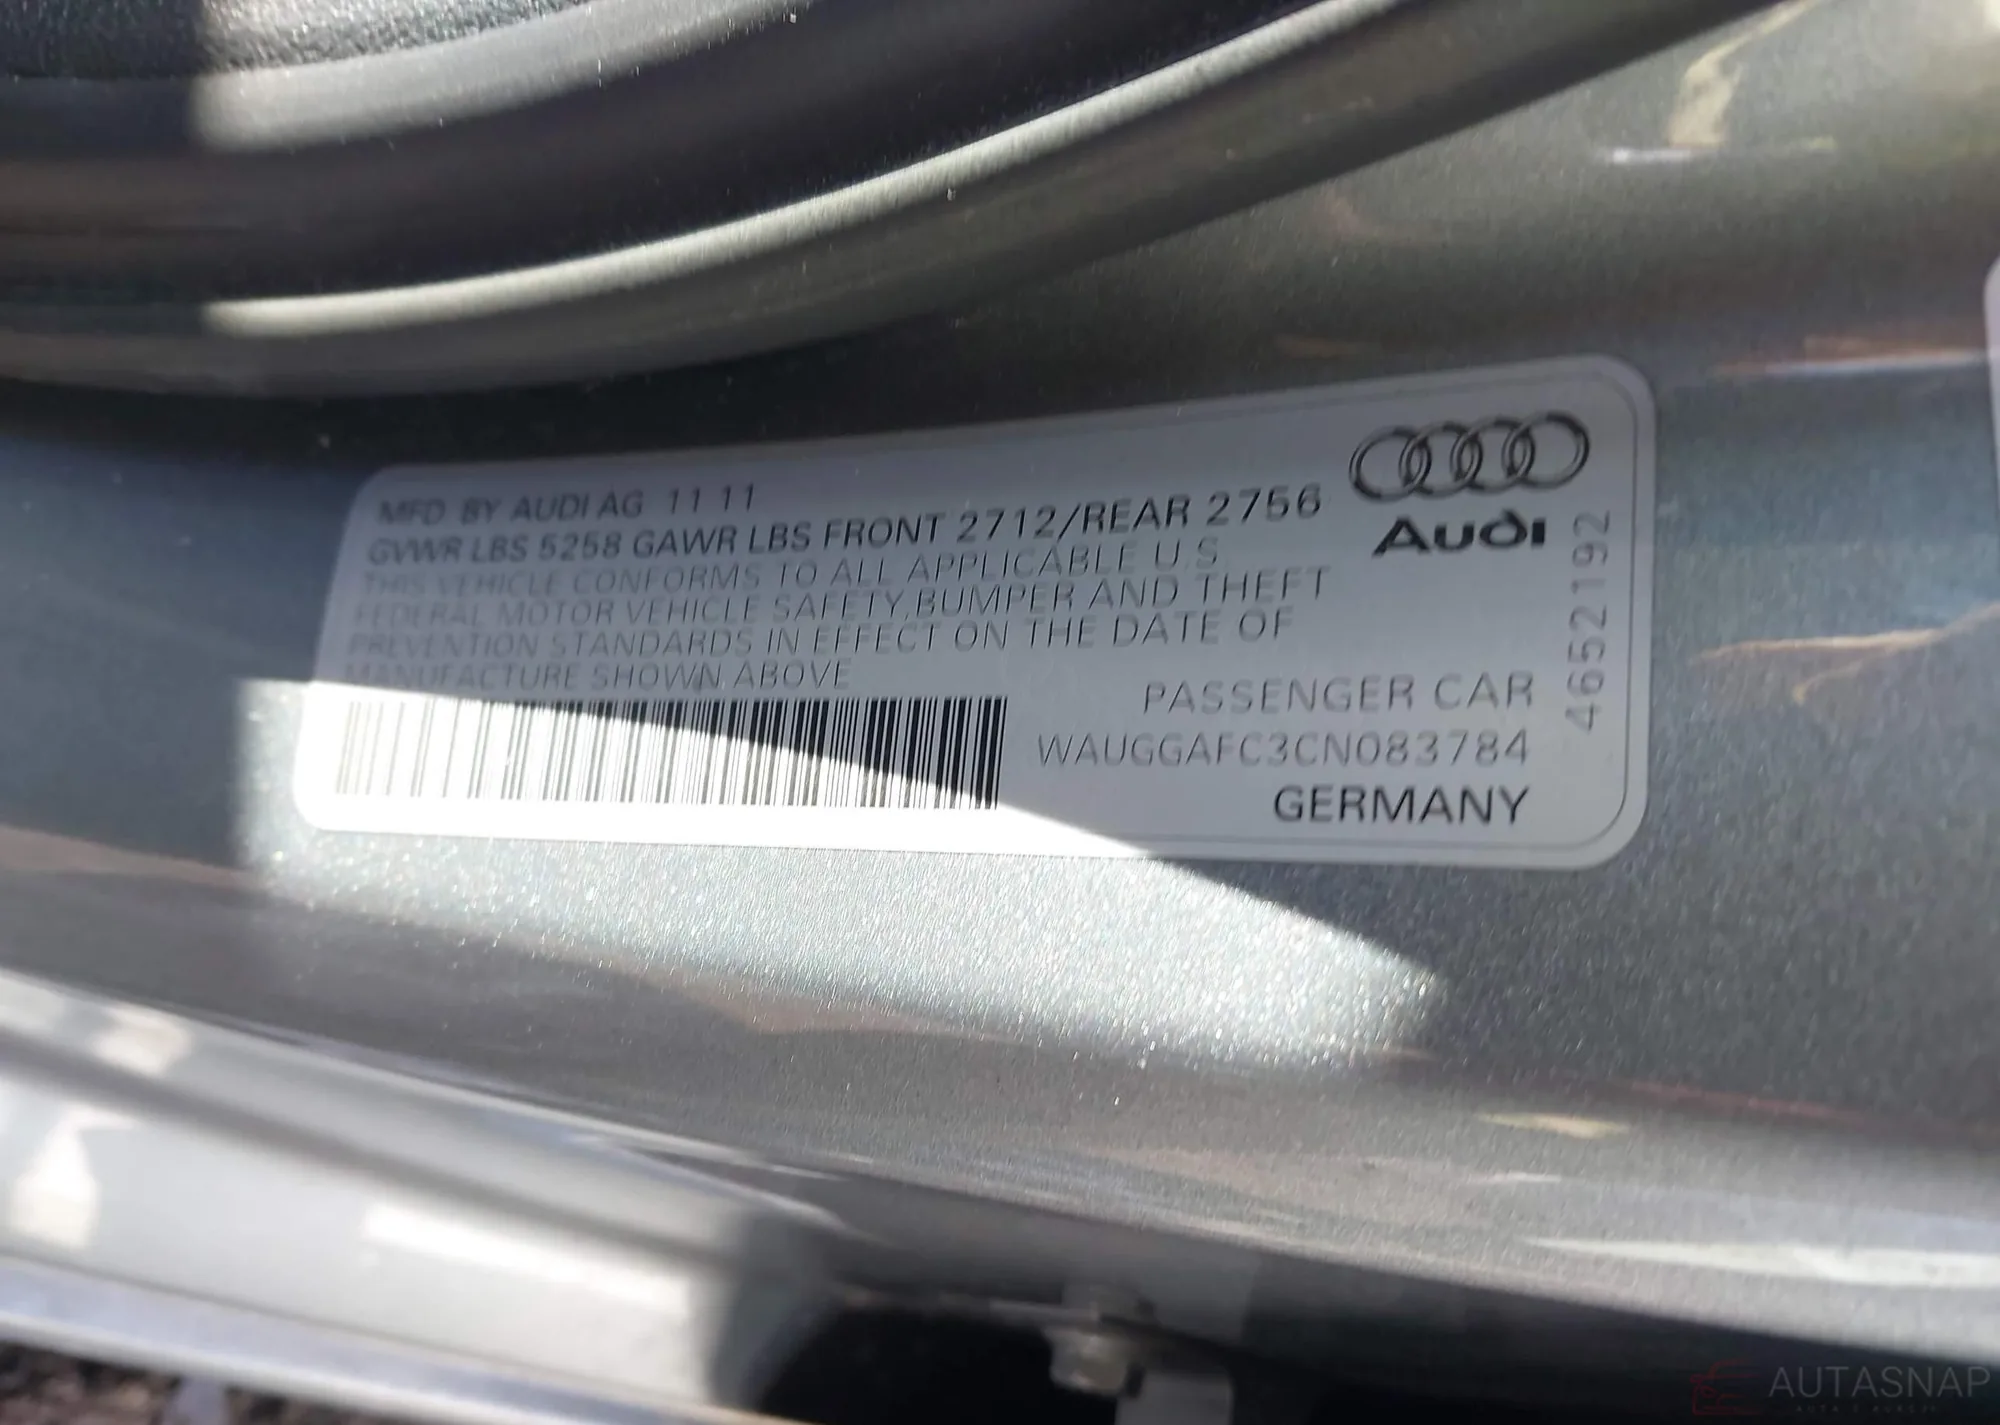 MFD BY AUDI AG 11 11
GVWR LBS 5258 GAWR LBS FRONT 2712/REAR 2756
THIS VEHICLE CONFORMS TO ALL APPLICABLE U.S.
FEDERAL MOTOR VEHICLE SAFETY,BUMPER AND THEFT
PREVENTION STANDARDS IN EFFECT ON THE DATE OF
MANUFACTURE SHOWN ABOVE
Audi
4652192
PASSENGER CAR
WAUGGAFC3CN083784
GERMANY
AUTASNAP